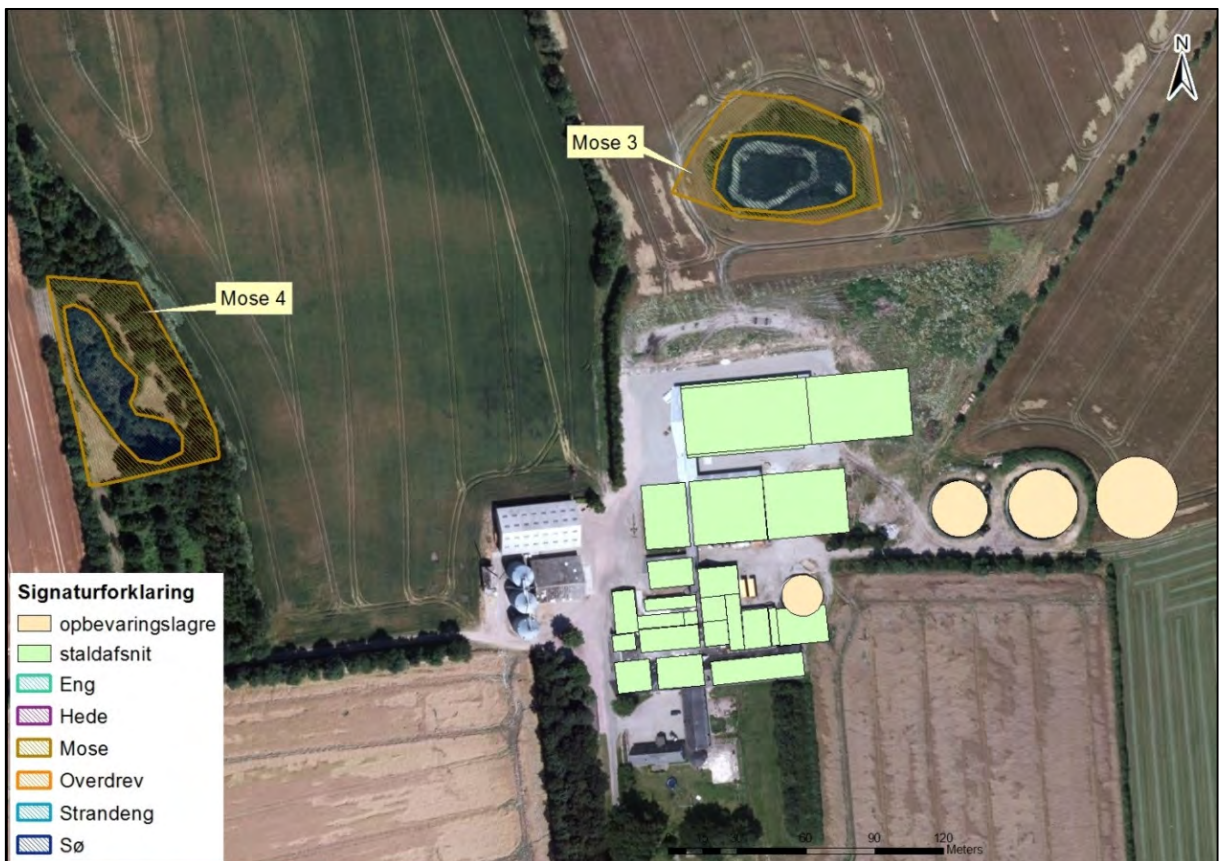 N
Mose 3
Mose 4
Signaturforklaring
opbevaringslagre
staldafsnit
Eng
Hede
Mose
Overdrev
Strandeng
Sø
60 90 120
Meters